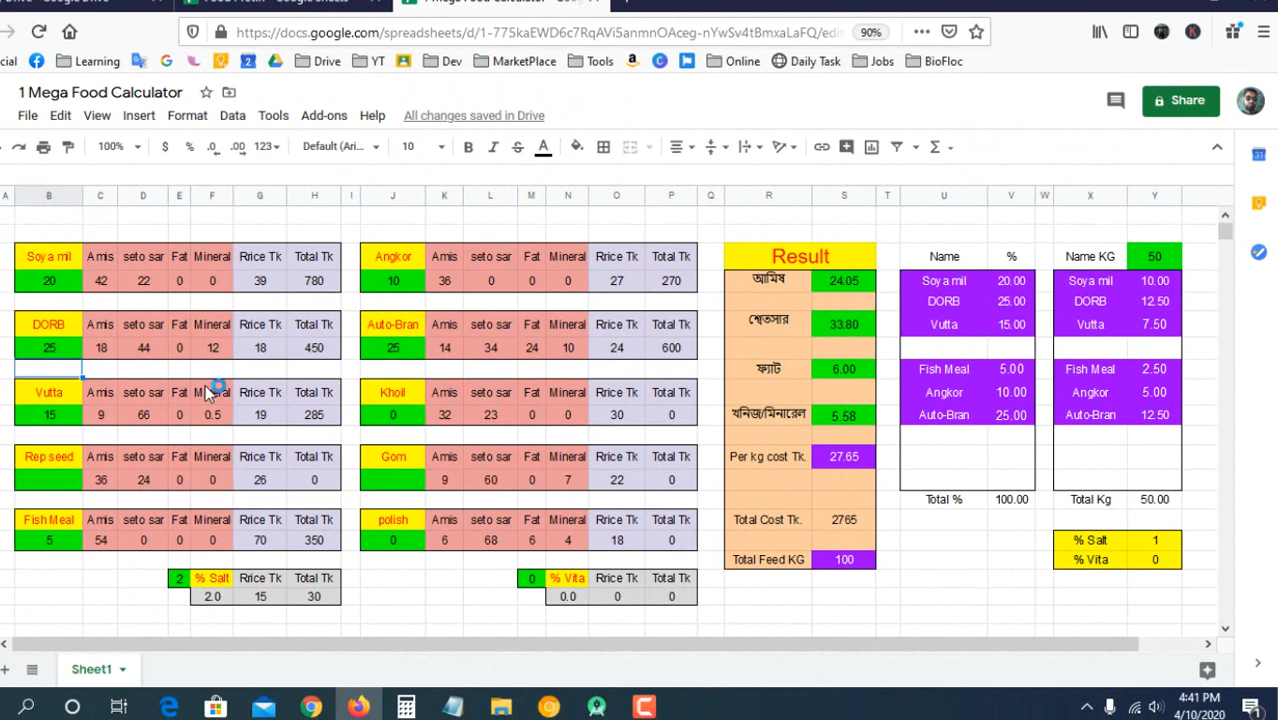 1 Mega Food Calculator
https://docs.google.com/spreadsheets/d/1-775kaEWD6c7RqAVi5anmnOAceg-nYwSv4tBmxaLaFQ/edi
90%
cial
Learning
Drive
YT
Dev
MarketPlace
Tools
Online
Daily Task
Jobs
BioFloc
1 Mega Food Calculator
File Edit View Insert Format Data Tools Add-ons Help All changes saved in Drive
Share
100% $ % .0 .00 123 Default (Ari... 10 B I S A
A B C D E F G H I J K L M N O P Q R S T U V W X Y
Soya mil Amis seto sar Fat Mineral Rrice Tk Total Tk Angkor Amis seto sar Fat Mineral Rrice Tk Total Tk Result Name % Name KG 50
20 42 22 0 0 39 780 10 36 0 0 0 27 270 আমিষ 24.05 Soya mil 20.00 Soya mil 10.00
DORB 25.00 DORB 12.50
DORB Amis seto sar Fat Mineral Rrice Tk Total Tk Auto-Bran Amis seto sar Fat Mineral Rrice Tk Total Tk শ্বেতসার 33.80 Vutta 15.00 Vutta 7.50
25 18 44 0 12 18 450 25 14 34 24 10 24 600
ফ্যাট 6.00 Fish Meal 5.00 Fish Meal 2.50
Vutta Amis seto sar Fat Rrice Tk Total Tk Khoil Amis seto sar Fat Mineral Rrice Tk Total Tk Angkor 10.00 Angkor 5.00
15 9 66 0 0.5 19 285 0 32 23 0 0 30 0 খনিজ/মিনারেল 5.58 Auto-Bran 25.00 Auto-Bran 12.50
Rep seed Amis seto sar Fat Mineral Rrice Tk Total Tk Gom Amis seto sar Fat Mineral Rrice Tk Total Tk Per kg cost Tk. 27.65
36 24 0 0 26 0 9 60 0 7 22 0
Total % 100.00 Total Kg 50.00
Fish Meal Amis seto sar Fat Mineral Rrice Tk Total Tk polish Amis seto sar Fat Mineral Rrice Tk Total Tk Total Cost Tk. 2765
5 54 0 0 0 70 350 0 6 68 6 4 18 0 % Salt 1
Total Feed KG 100 % Vita 0
2 % Salt Rrice Tk Total Tk 0 % Vita Rrice Tk Total Tk
2.0 15 30 0.0 0 0
Sheet1
4:41 PM
4/10/2020